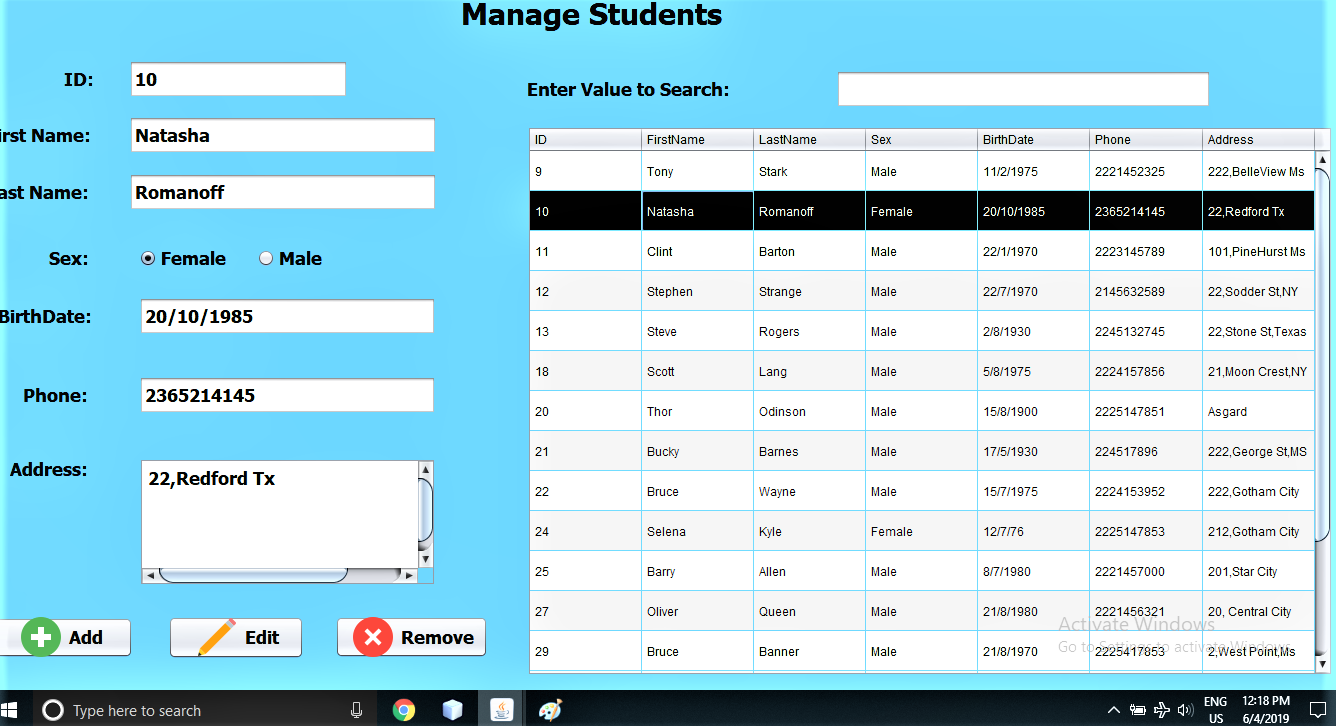 Manage Students
ID: 10
irst Name: Natasha
ast Name: Romanoff
Sex: Female Male
BirthDate: 20/10/1985
Phone: 2365214145
Address: 22,Redford Tx
Add Edit Remove
Enter Value to Search:
ID FirstName LastName Sex BirthDate Phone Address
9 Tony Stark Male 11/2/1975 2221452325 222,BelleView Ms
10 Natasha Romanoff Female 20/10/1985 2365214145 22,Redford Tx
11 Clint Barton Male 22/1/1970 2223145789 101,PineHurst Ms
12 Stephen Strange Male 22/7/1970 2145632589 22,Sodder St,NY
13 Steve Rogers Male 2/8/1930 2245132745 22,Stone St,Texas
18 Scott Lang Male 5/8/1975 2224157856 21,Moon Crest,NY
20 Thor Odinson Male 15/8/1900 2225147851 Asgard
21 Bucky Barnes Male 17/5/1930 224517896 222,George St,MS
22 Bruce Wayne Male 15/7/1975 2224153952 222,Gotham City
24 Selena Kyle Female 12/7/76 2225147853 212,Gotham City
25 Barry Allen Male 8/7/1980 2221457000 201,Star City
27 Oliver Queen Male 21/8/1980 2221456321 20, Central City
29 Bruce Banner Male 21/8/1970 2225417853 2,West Point,Ms
Activate Windows
Go to Settings to activate Windows.
Type here to search
ENG
US
12:18 PM
6/4/2019